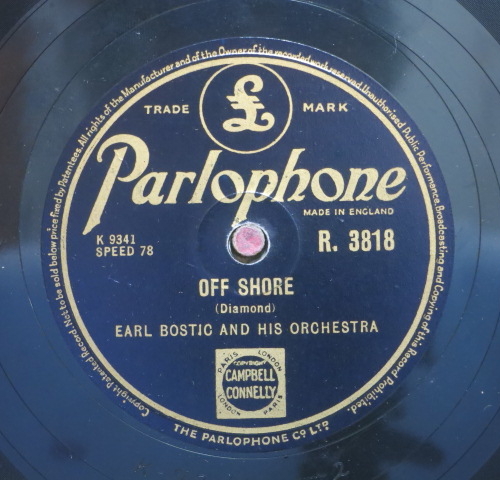 All rights of the Manufacturer and of the Owner of the recorded work reserved. Unauthorised Public Performance, Broadcasting and Copying of this Record Prohibited.
£
TRADE MARK
Parlophone
MADE IN ENGLAND
K 9341
SPEED 78
R. 3818
OFF SHORE
(Diamond)
EARL BOSTIC AND HIS ORCHESTRA
PARIS LONDON
COPYRIGHT
CAMPBELL
CONNELLY
LONDON PARIS
Copyright Patented Record. Not to be sold below price fixed by Patentees.
THE PARLOPHONE CO LTD